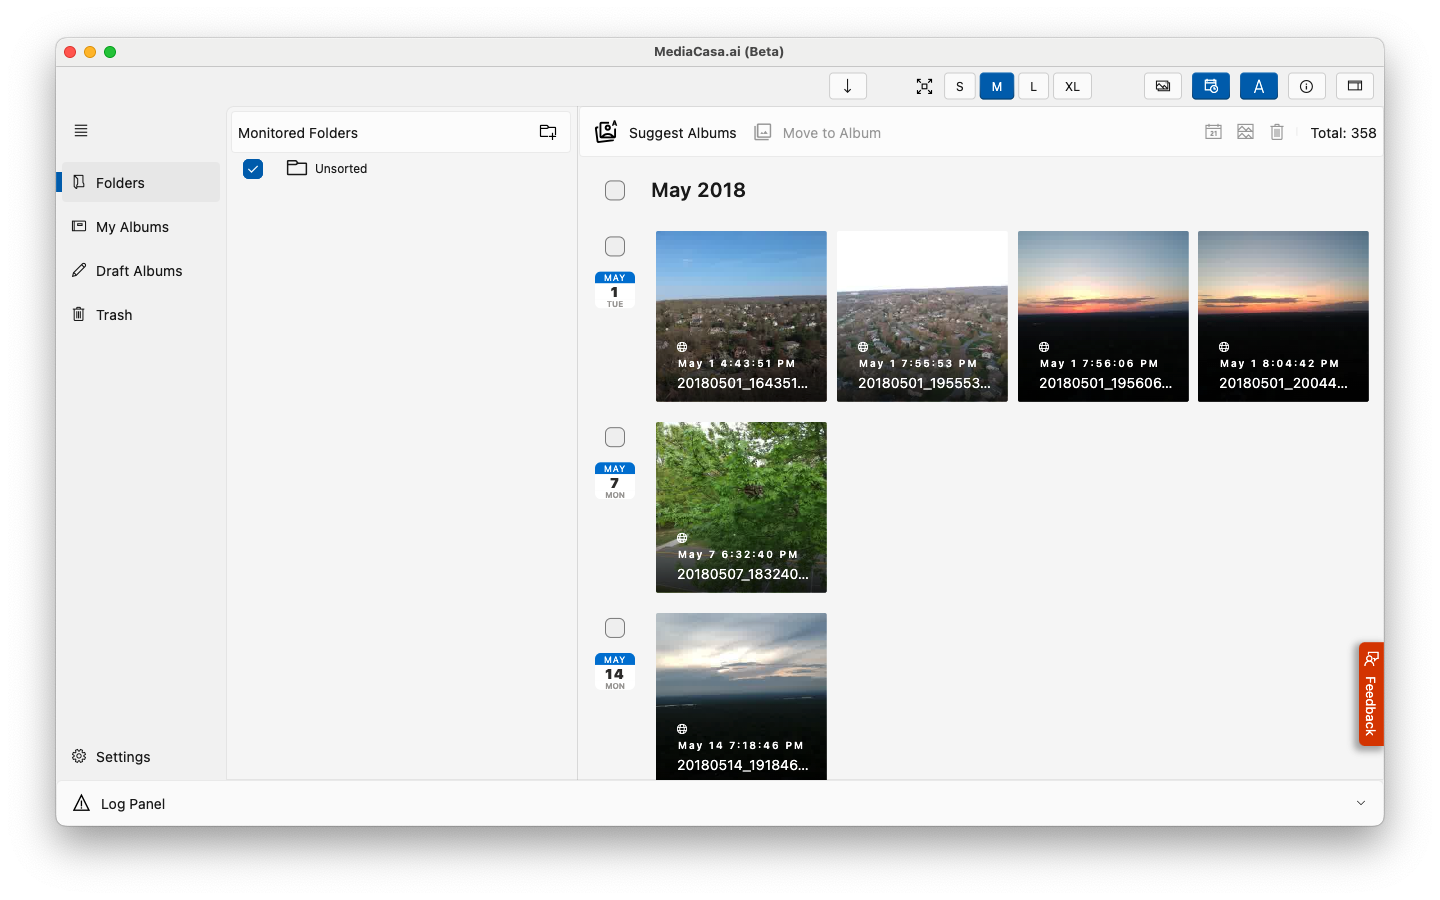 MediaCasa.ai (Beta)
S M L XL A
Monitored Folders
Unsorted
Folders
My Albums
Draft Albums
Trash
Settings
Suggest Albums Move to Album 21 Total: 358
May 2018
MAY
1
TUE
May 1 4:43:51 PM
20180501_164351...
May 1 7:55:53 PM
20180501_195553...
May 1 7:56:06 PM
20180501_195606...
May 1 8:04:42 PM
20180501_20044...
MAY
7
MON
May 7 6:32:40 PM
20180507_183240...
MAY
14
MON
May 14 7:18:46 PM
20180514_191846...
Feedback
Log Panel